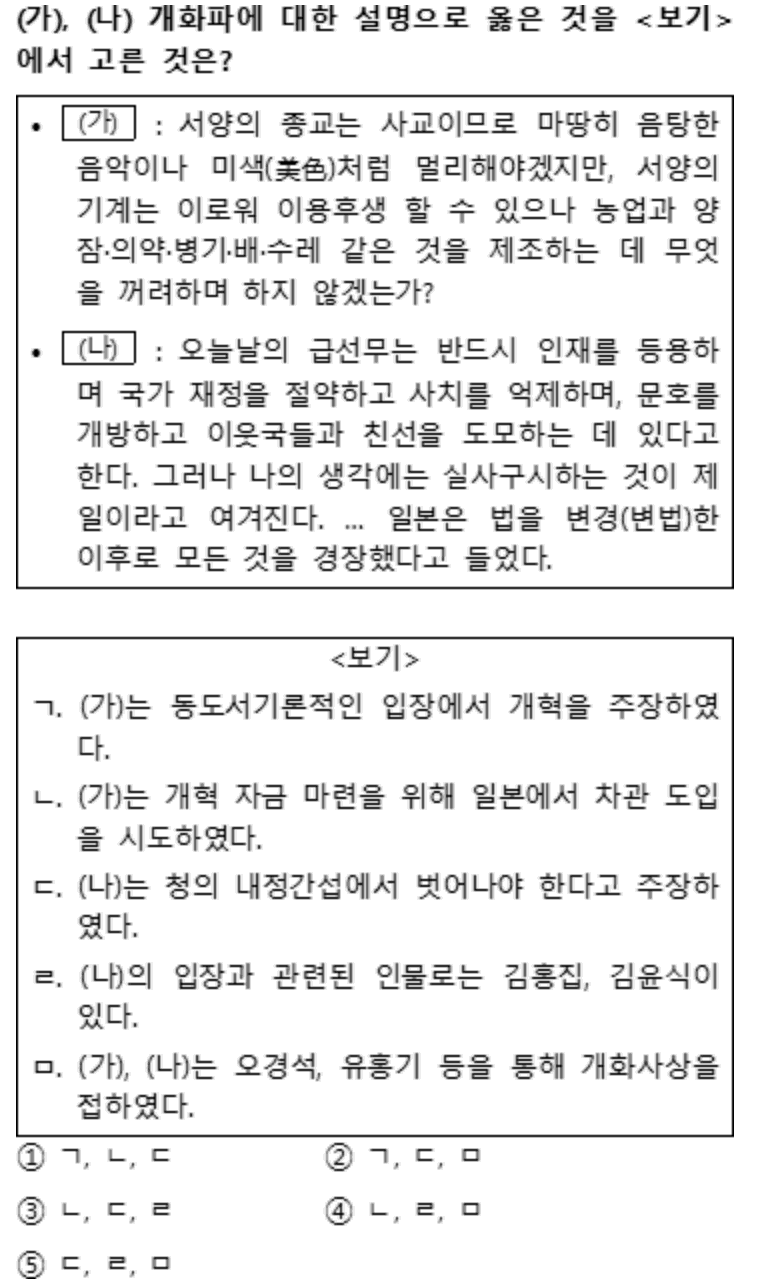 (가), (나) 개화파에 대한 설명으로 옳은 것을 <보기>
에서 고른 것은?
• (가) : 서양의 종교는 사교이므로 마땅히 음탕한
음악이나 미색(美色)처럼 멀리해야겠지만, 서양의
기계는 이로워 이용후생 할 수 있으나 농업과 양
잠·의약·병기·배·수레 같은 것을 제조하는 데 무엇
을 꺼려하며 하지 않겠는가?
• (나) : 오늘날의 급선무는 반드시 인재를 등용하
며 국가 재정을 절약하고 사치를 억제하며, 문호를
개방하고 이웃국들과 친선을 도모하는 데 있다고
한다. 그러나 나의 생각에는 실사구시하는 것이 제
일이라고 여겨진다. ... 일본은 법을 변경(변법)한
이후로 모든 것을 경장했다고 들었다.
<보기>
ㄱ. (가)는 동도서기론적인 입장에서 개혁을 주장하였
다.
ㄴ. (가)는 개혁 자금 마련을 위해 일본에서 차관 도입
을 시도하였다.
ㄷ. (나)는 청의 내정간섭에서 벗어나야 한다고 주장하
였다.
ㄹ. (나)의 입장과 관련된 인물로는 김홍집, 김윤식이
있다.
ㅁ. (가), (나)는 오경석, 유홍기 등을 통해 개화사상을
접하였다.
① ㄱ, ㄴ, ㄷ ② ㄱ, ㄷ, ㅁ
③ ㄴ, ㄷ, ㄹ ④ ㄴ, ㄹ, ㅁ
⑤ ㄷ, ㄹ, ㅁ